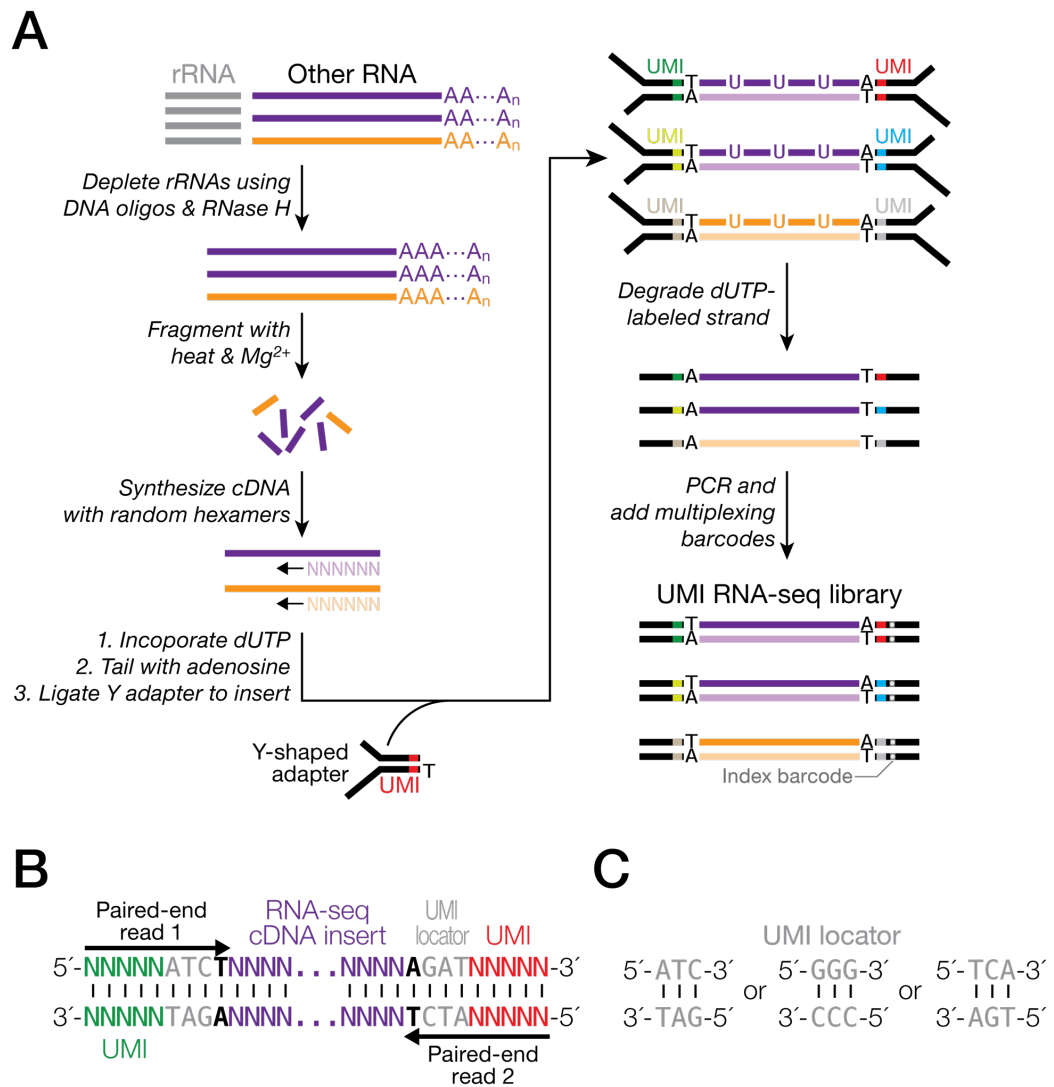 A
rRNA
Other RNA
AA···An
AA···An
AA···An
Deplete rRNAs using
DNA oligos & RNase H
AAA···An
AAA···An
AAA···An
Fragment with
heat & Mg2+
Synthesize cDNA
with random hexamers
NNNNNN
NNNNNN
1. Incoporate dUTP
2. Tail with adenosine
3. Ligate Y adapter to insert
Y-shaped
adapter
UMI
T
UMI T U U U A UMI
A T
UMI T U U U A UMI
A T
UMI T U U U A UMI
A T
Degrade dUTP-
labeled strand
A T
A T
A T
PCR and
add multiplexing
barcodes
UMI RNA-seq library
T A
A T
T A
A T
T A
A T
Index barcode
B
Paired-end
read 1
RNA-seq
cDNA insert
UMI
locator
UMI
5´-NNNNNATCTNNNN...NNNNAGATNNNNN-3´
3´-NNNNNTAGANNNN...NNNNTCTANNNNN-5´
UMI
Paired-end
read 2
C
UMI locator
5´-ATC-3´ 5´-GGG-3´ 5´-TCA-3´
or or
3´-TAG-5´ 3´-CCC-5´ 3´-AGT-5´